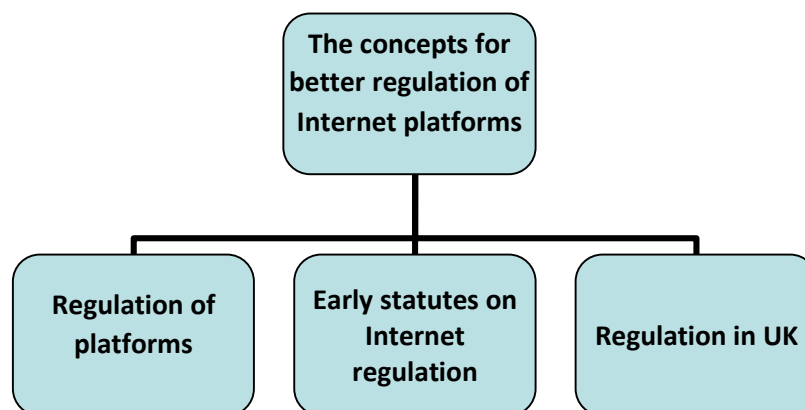 The concepts for
better regulation of
Internet platforms
Regulation of
platforms
Early statutes on
Internet
regulation
Regulation in UK